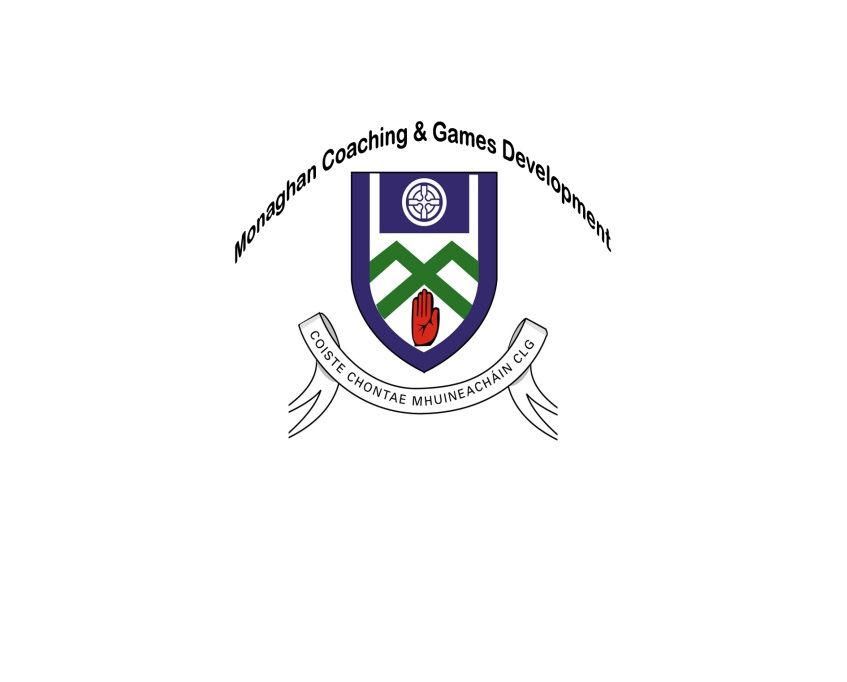 Monaghan Coaching & Games Development
COISTE CHONTAE MHUINEACHÁIN CLG